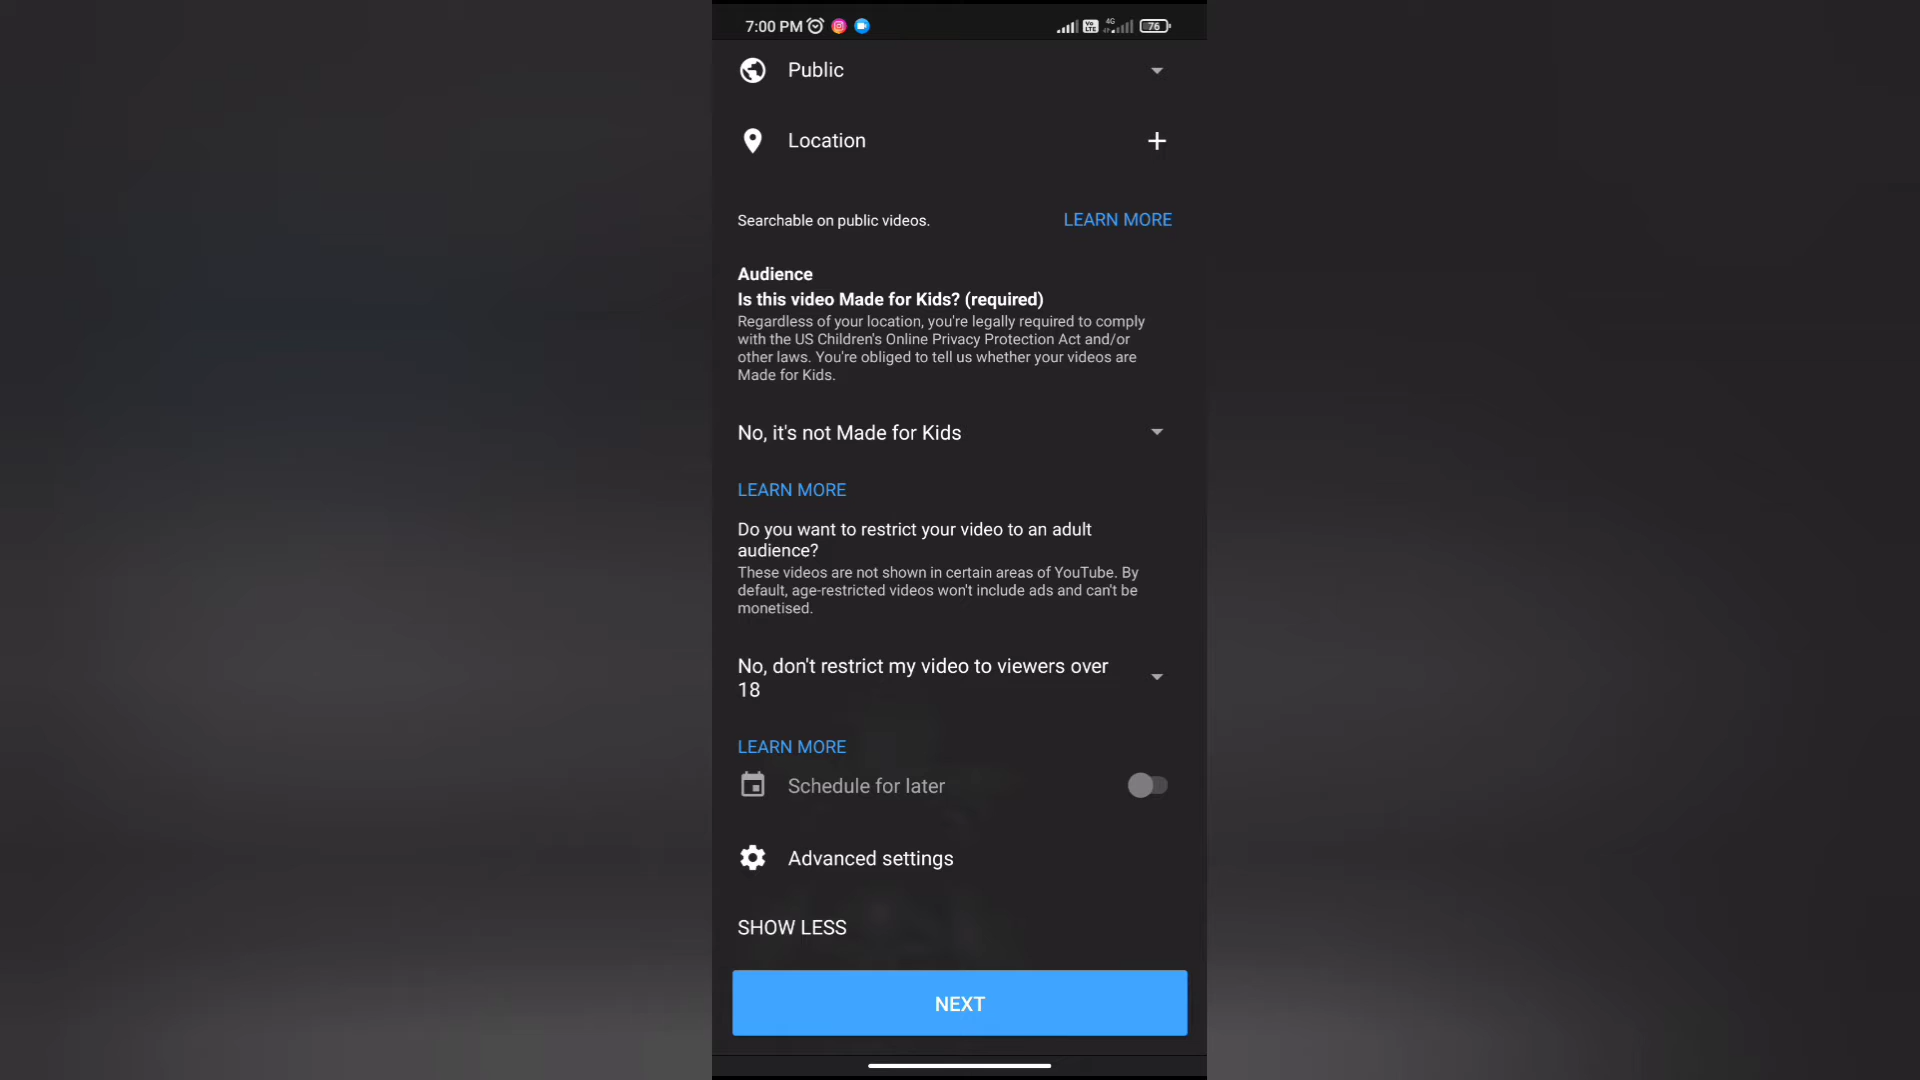 7:00 PM
Vo LTE 4G 76
Public
Location
Searchable on public videos. LEARN MORE
Audience
Is this video Made for Kids? (required)
Regardless of your location, you're legally required to comply
with the US Children's Online Privacy Protection Act and/or
other laws. You're obliged to tell us whether your videos are
Made for Kids.
No, it's not Made for Kids
LEARN MORE
Do you want to restrict your video to an adult
audience?
These videos are not shown in certain areas of YouTube. By
default, age-restricted videos won't include ads and can't be
monetised.
No, don't restrict my video to viewers over
18
LEARN MORE
Schedule for later
Advanced settings
SHOW LESS
NEXT